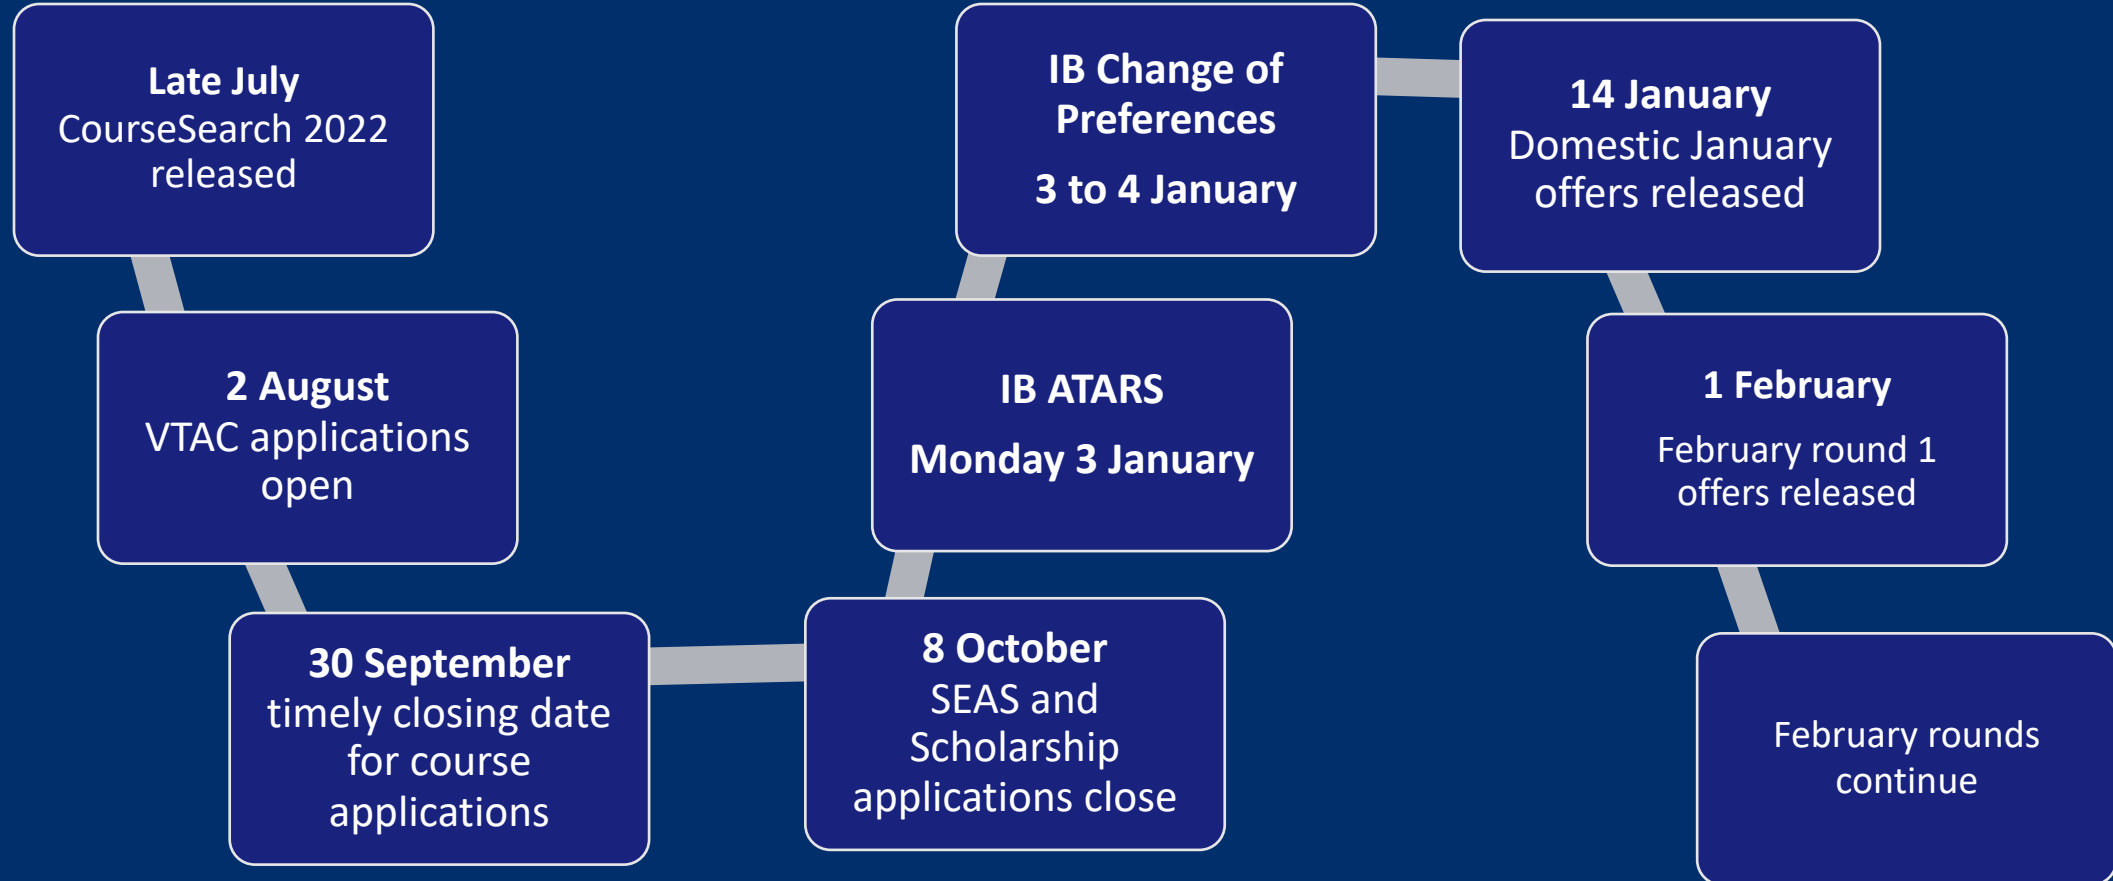 Late July
CourseSearch 2022
released
2 August
VTAC applications
open
30 September
timely closing date
for course
applications
8 October
SEAS and
Scholarship
applications close
IB ATARS
Monday 3 January
IB Change of
Preferences
3 to 4 January
14 January
Domestic January
offers released
1 February
February round 1
offers released
February rounds
continue